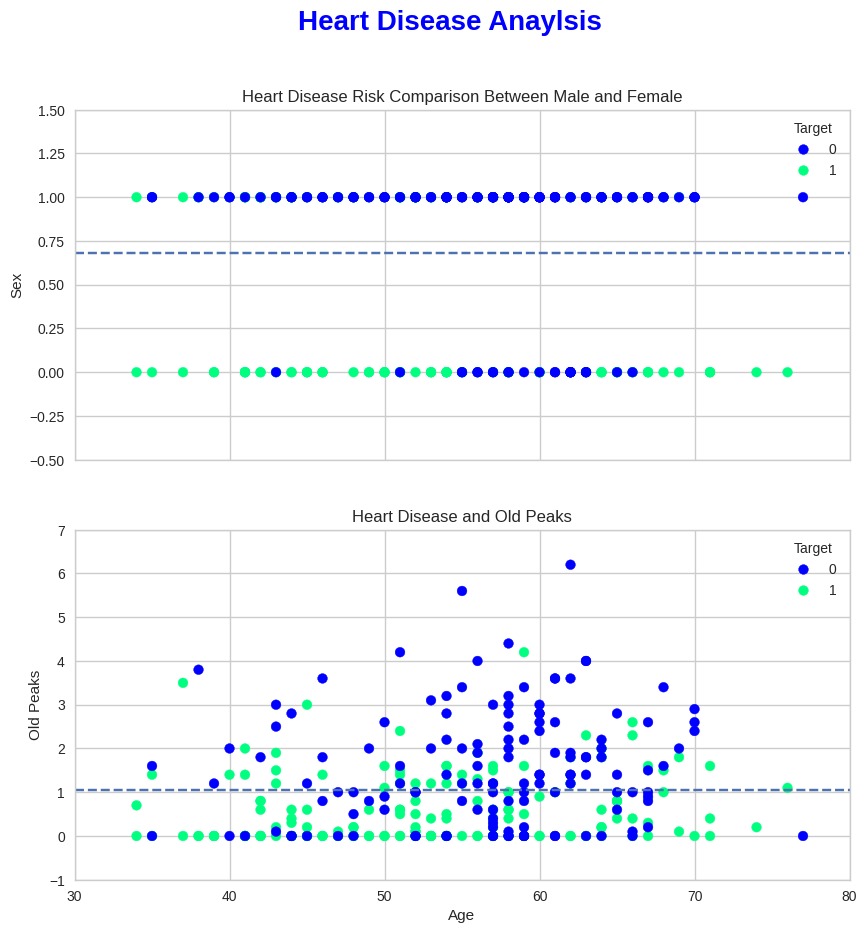 Heart Disease Anaylsis
Heart Disease Risk Comparison Between Male and Female
1.50
1.25
1.00
0.75
0.50
0.25
0.00
−0.25
−0.50
Sex
Target
0
1
Heart Disease and Old Peaks
7
6
5
4
3
2
1
0
−1
Old Peaks
Target
0
1
30 40 50 60 70 80
Age